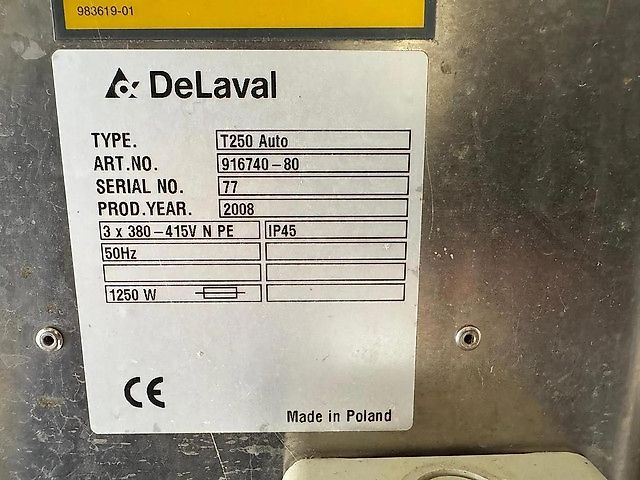 983619-01
DeLaval
TYPE. T250 Auto
ART.NO. 916740-80
SERIAL NO. 77
PROD.YEAR. 2008
3 x 380-415V N PE IP45
50Hz
1250 W
CE
Made in Poland